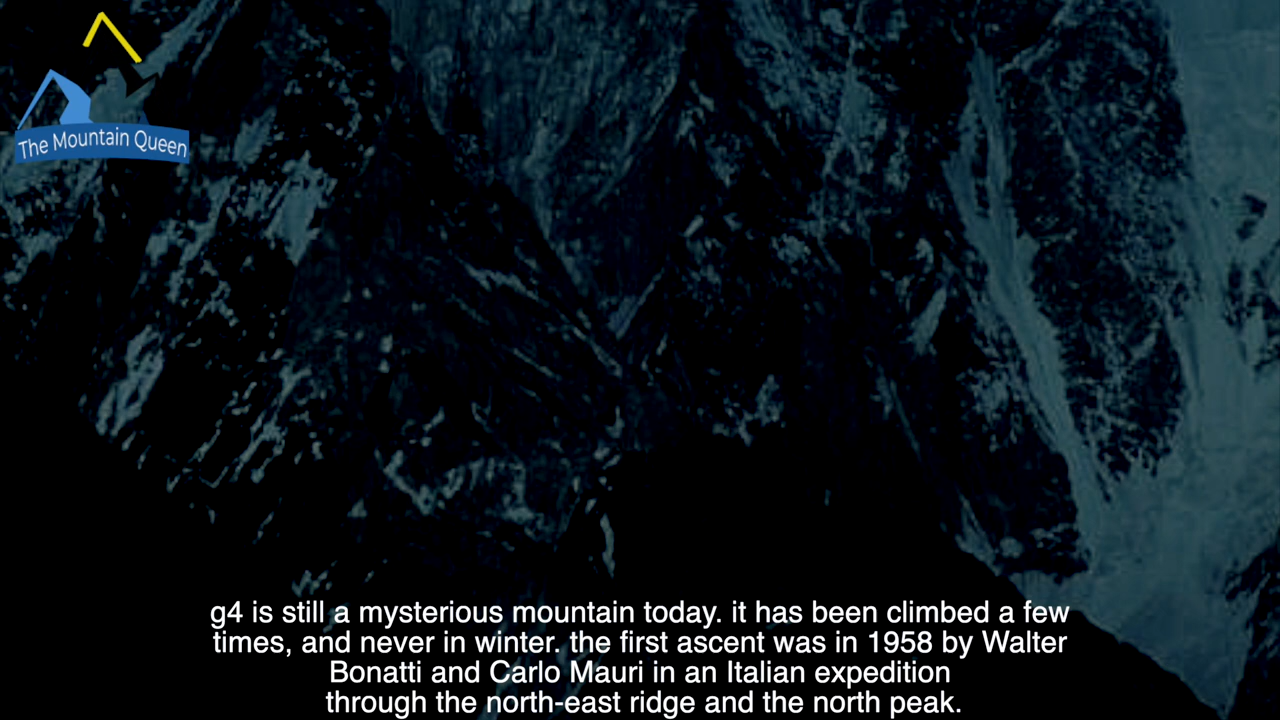 The Mountain Queen
g4 is still a mysterious mountain today. it has been climbed a few
times, and never in winter. the first ascent was in 1958 by Walter
Bonatti and Carlo Mauri in an Italian expedition
through the north-east ridge and the north peak.